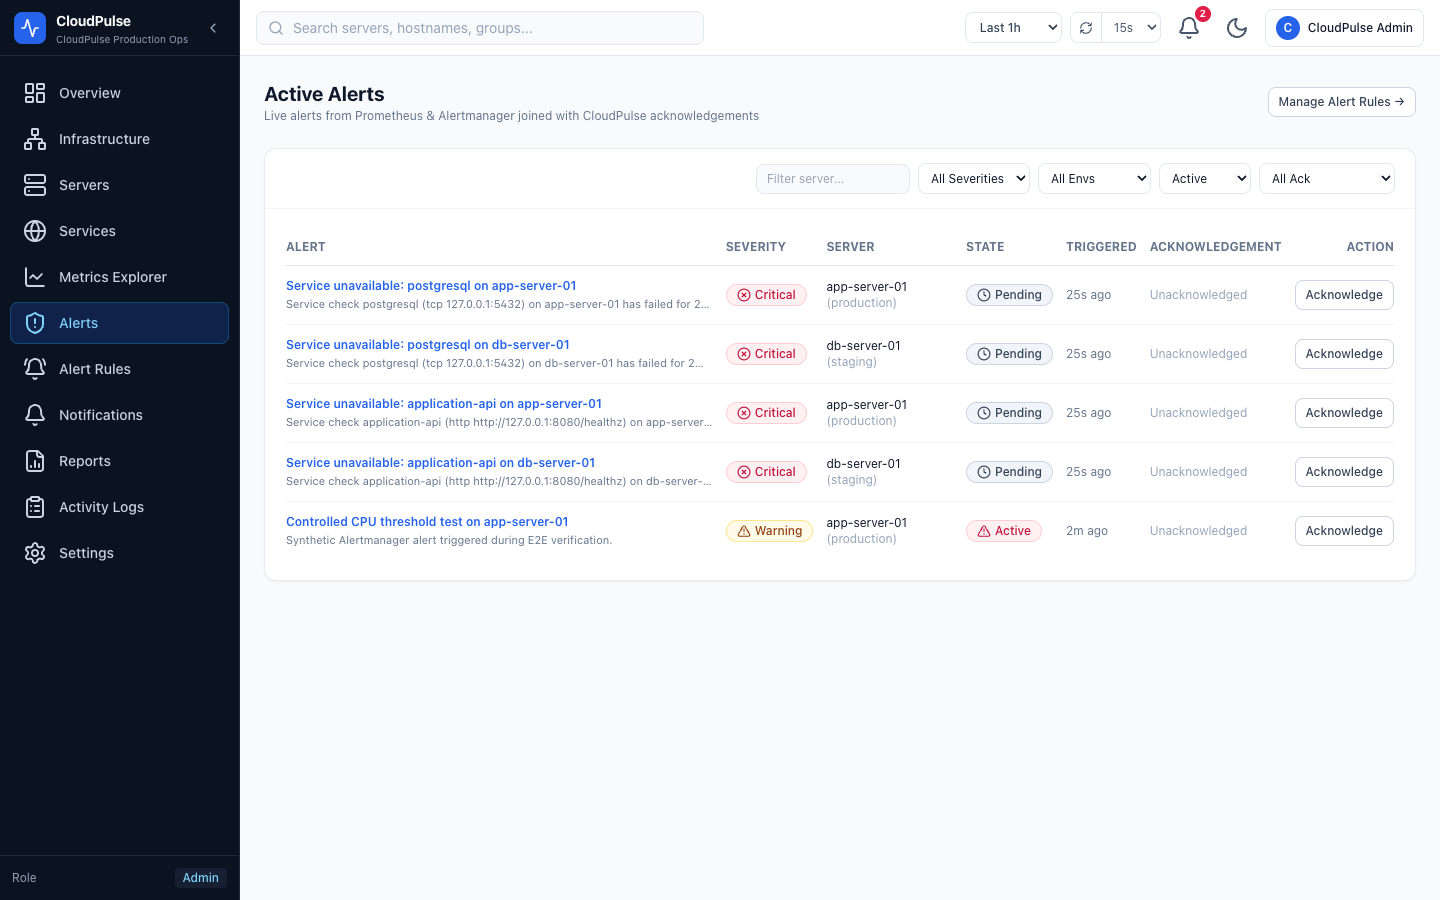 CloudPulse
CloudPulse Production Ops
Search servers, hostnames, groups...
Last 1h
15s
2
C
CloudPulse Admin
Overview
Infrastructure
Servers
Services
Metrics Explorer
Alerts
Alert Rules
Notifications
Reports
Activity Logs
Settings
Role
Admin
Active Alerts
Live alerts from Prometheus & Alertmanager joined with CloudPulse acknowledgements
Manage Alert Rules →
Filter server...
All Severities
All Envs
Active
All Ack
ALERT SEVERITY SERVER STATE TRIGGERED ACKNOWLEDGEMENT ACTION
Service unavailable: postgresql on app-server-01
Service check postgresql (tcp 127.0.0.1:5432) on app-server-01 has failed for 2...
Critical
app-server-01
(production)
Pending
25s ago
Unacknowledged
Acknowledge
Service unavailable: postgresql on db-server-01
Service check postgresql (tcp 127.0.0.1:5432) on db-server-01 has failed for 2...
Critical
db-server-01
(staging)
Pending
25s ago
Unacknowledged
Acknowledge
Service unavailable: application-api on app-server-01
Service check application-api (http http://127.0.0.1:8080/healthz) on app-server...
Critical
app-server-01
(production)
Pending
25s ago
Unacknowledged
Acknowledge
Service unavailable: application-api on db-server-01
Service check application-api (http http://127.0.0.1:8080/healthz) on db-server-...
Critical
db-server-01
(staging)
Pending
25s ago
Unacknowledged
Acknowledge
Controlled CPU threshold test on app-server-01
Synthetic Alertmanager alert triggered during E2E verification.
Warning
app-server-01
(production)
Active
2m ago
Unacknowledged
Acknowledge